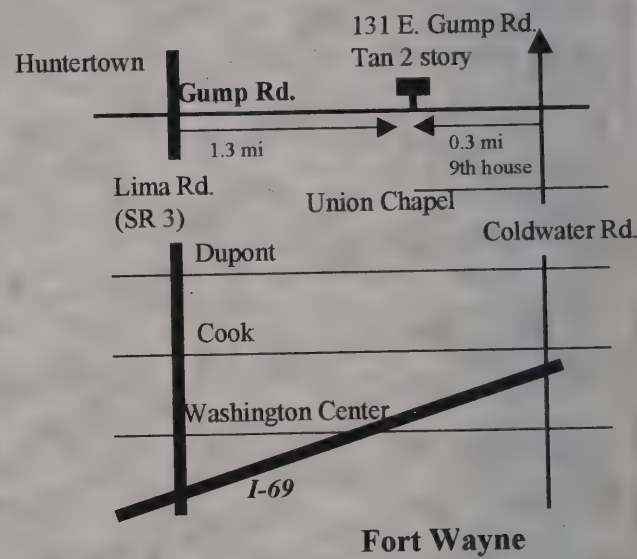 131 E. Gump Rd.
Tan 2 story
Huntertown
Gump Rd.
1.3 mi
0.3 mi
9th house
Lima Rd.
(SR 3)
Union Chapel
Coldwater Rd.
Dupont
Cook
Washington Center
I-69
Fort Wayne